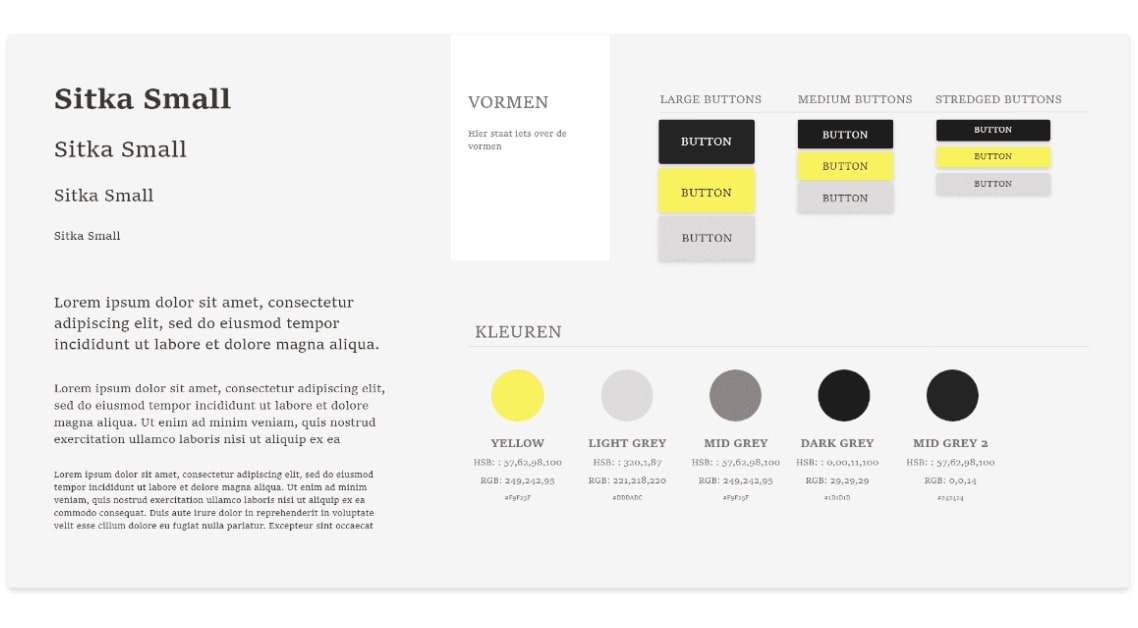 Sitka Small
Sitka Small
Sitka Small
Sitka Small
Lorem ipsum dolor sit amet, consectetur
adipiscing elit, sed do eiusmod tempor
incididunt ut labore et dolore magna aliqua.
Lorem ipsum dolor sit amet, consectetur adipiscing elit,
sed do eiusmod tempor incididunt ut labore et dolore
magna aliqua. Ut enim ad minim veniam, quis nostrud
exercitation ullamco laboris nisi ut aliquip ex ea
Lorem ipsum dolor sit amet, consectetur adipiscing elit, sed do eiusmod
tempor incididunt ut labore et dolore magna aliqua. Ut enim ad minim
veniam, quis nostrud exercitation ullamco laboris nisi ut aliquip ex ea
commodo consequat. Duis aute irure dolor in reprehenderit in voluptate
velit esse cillum dolore eu fugiat nulla pariatur. Excepteur sint occaecat
VORMEN
Hier staat iets over de
vormen
LARGE BUTTONS
BUTTON
BUTTON
BUTTON
MEDIUM BUTTONS
BUTTON
BUTTON
BUTTON
STREDGED BUTTONS
BUTTON
BUTTON
BUTTON
KLEUREN
YELLOW
HSB: : 57,62,98,100
RGB: 249,242,95
#F9F25F
LIGHT GREY
HSB: : 320,1,87
RGB: 221,218,220
#DDDADC
MID GREY
HSB: : 57,62,98,100
RGB: 249,242,95
#F9F25F
DARK GREY
HSB: : 0,00,11,100
RGB: 29,29,29
#1D1D1D
MID GREY 2
HSB: : 57,62,98,100
RGB: 0,0,14
#242424